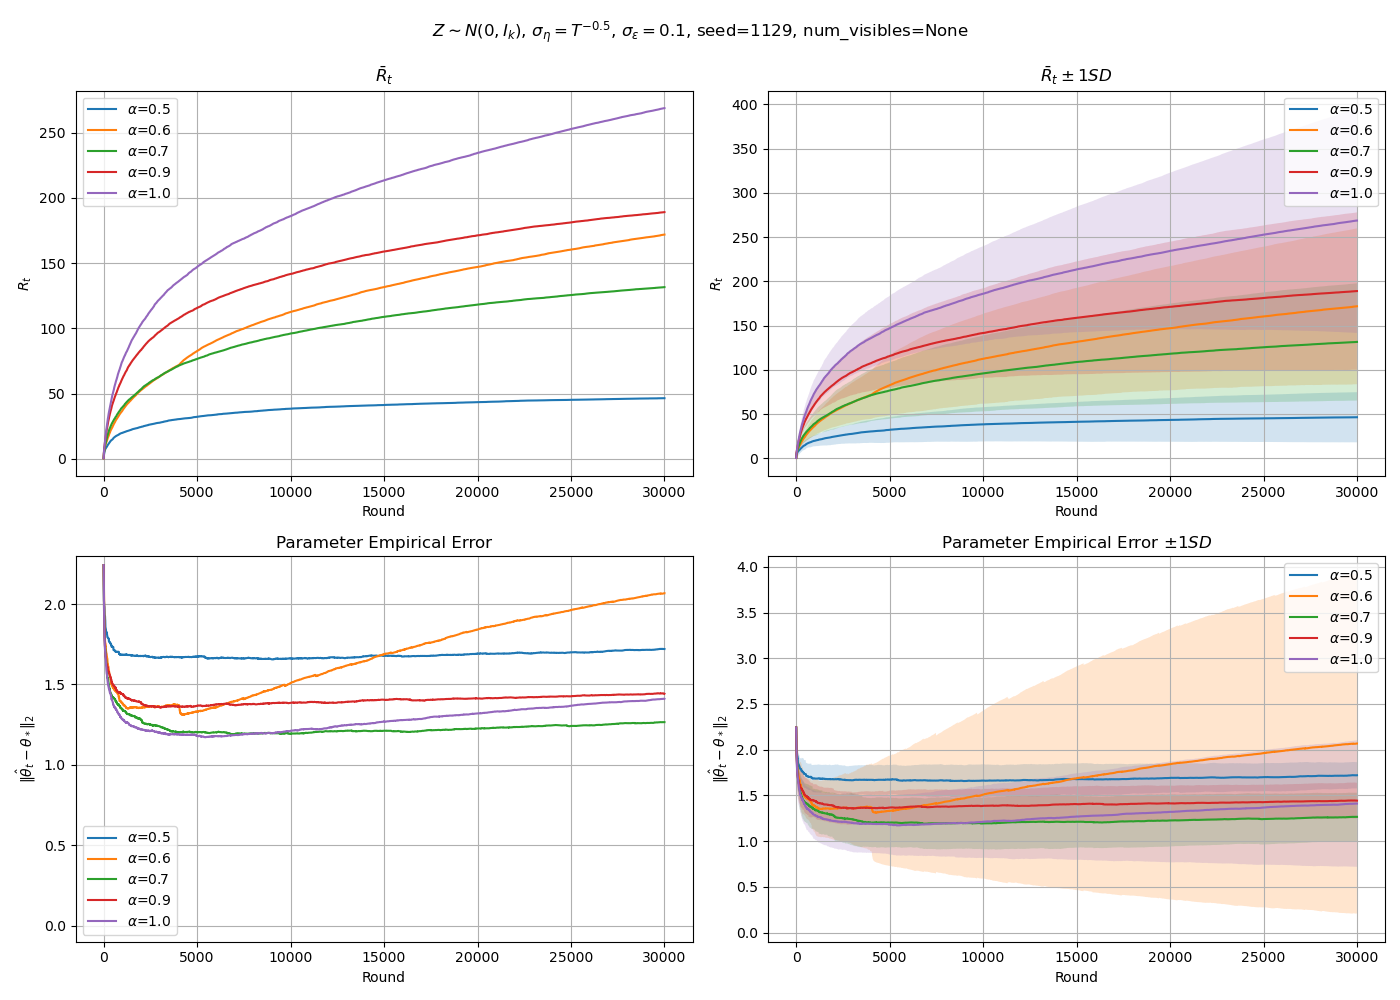 Z ∼ N(0, I_k), σ_η = T^{−0.5}, σ_ε = 0.1, seed=1129, num_visibles=None
R̄_t
R_t
250
200
150
100
50
0
α=0.5
α=0.6
α=0.7
α=0.9
α=1.0
0 5000 10000 15000 20000 25000 30000
Round
R̄_t ± 1SD
R_t
400
350
300
250
200
150
100
50
0
α=0.5
α=0.6
α=0.7
α=0.9
α=1.0
0 5000 10000 15000 20000 25000 30000
Round
Parameter Empirical Error
‖θ̂_t − θ_*‖_2
2.0
1.5
1.0
0.5
0.0
α=0.5
α=0.6
α=0.7
α=0.9
α=1.0
0 5000 10000 15000 20000 25000 30000
Round
Parameter Empirical Error ±1SD
‖θ̂_t − θ_*‖_2
4.0
3.5
3.0
2.5
2.0
1.5
1.0
0.5
0.0
α=0.5
α=0.6
α=0.7
α=0.9
α=1.0
0 5000 10000 15000 20000 25000 30000
Round